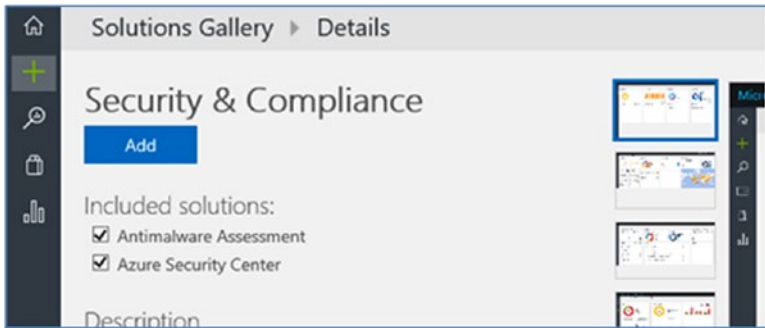 Solutions Gallery ▶ Details
Security & Compliance
Add
Included solutions:
Antimalware Assessment
Azure Security Center
Description